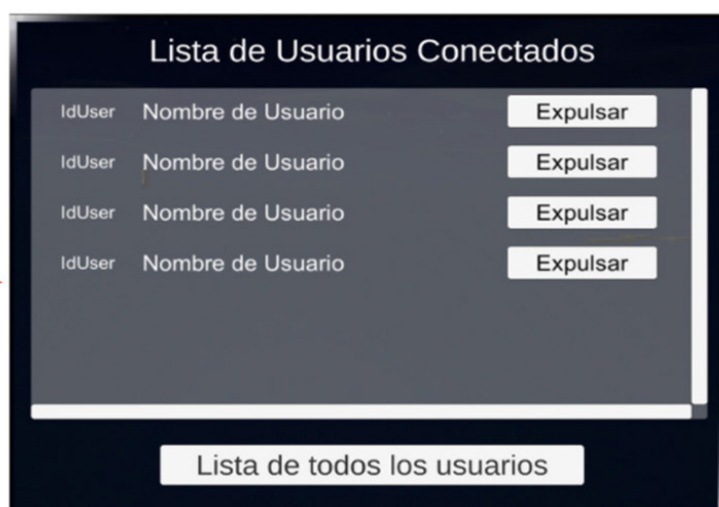 Lista de Usuarios Conectados
IdUser Nombre de Usuario Expulsar
IdUser Nombre de Usuario Expulsar
IdUser Nombre de Usuario Expulsar
IdUser Nombre de Usuario Expulsar
Lista de todos los usuarios